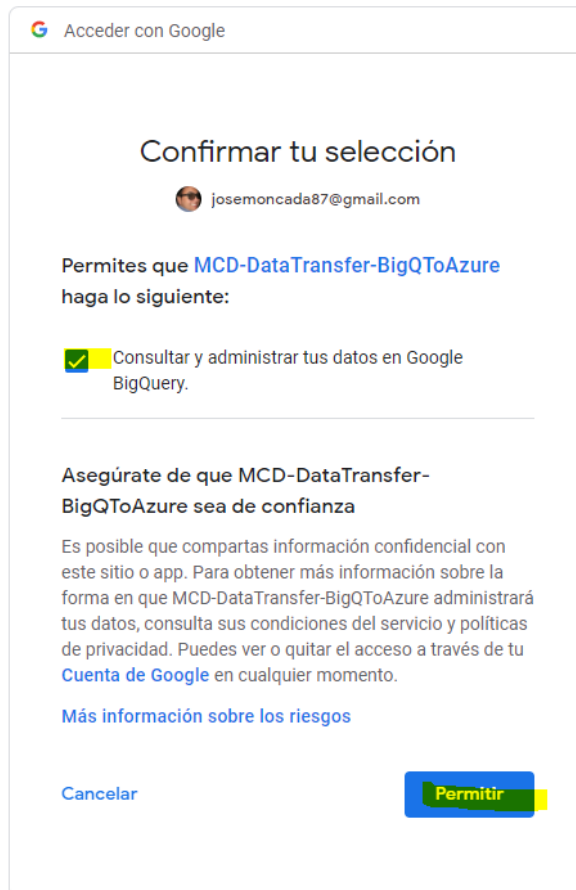 Acceder con Google
Confirmar tu selección
josemoncada87@gmail.com
Permites que MCD-DataTransfer-BigQToAzure
haga lo siguiente:
Consultar y administrar tus datos en Google
BigQuery.
Asegúrate de que MCD-DataTransfer-
BigQToAzure sea de confianza
Es posible que compartas información confidencial con
este sitio o app. Para obtener más información sobre la
forma en que MCD-DataTransfer-BigQToAzure administrará
tus datos, consulta sus condiciones del servicio y políticas
de privacidad. Puedes ver o quitar el acceso a través de tu
Cuenta de Google en cualquier momento.
Más información sobre los riesgos
Cancelar
Permitir